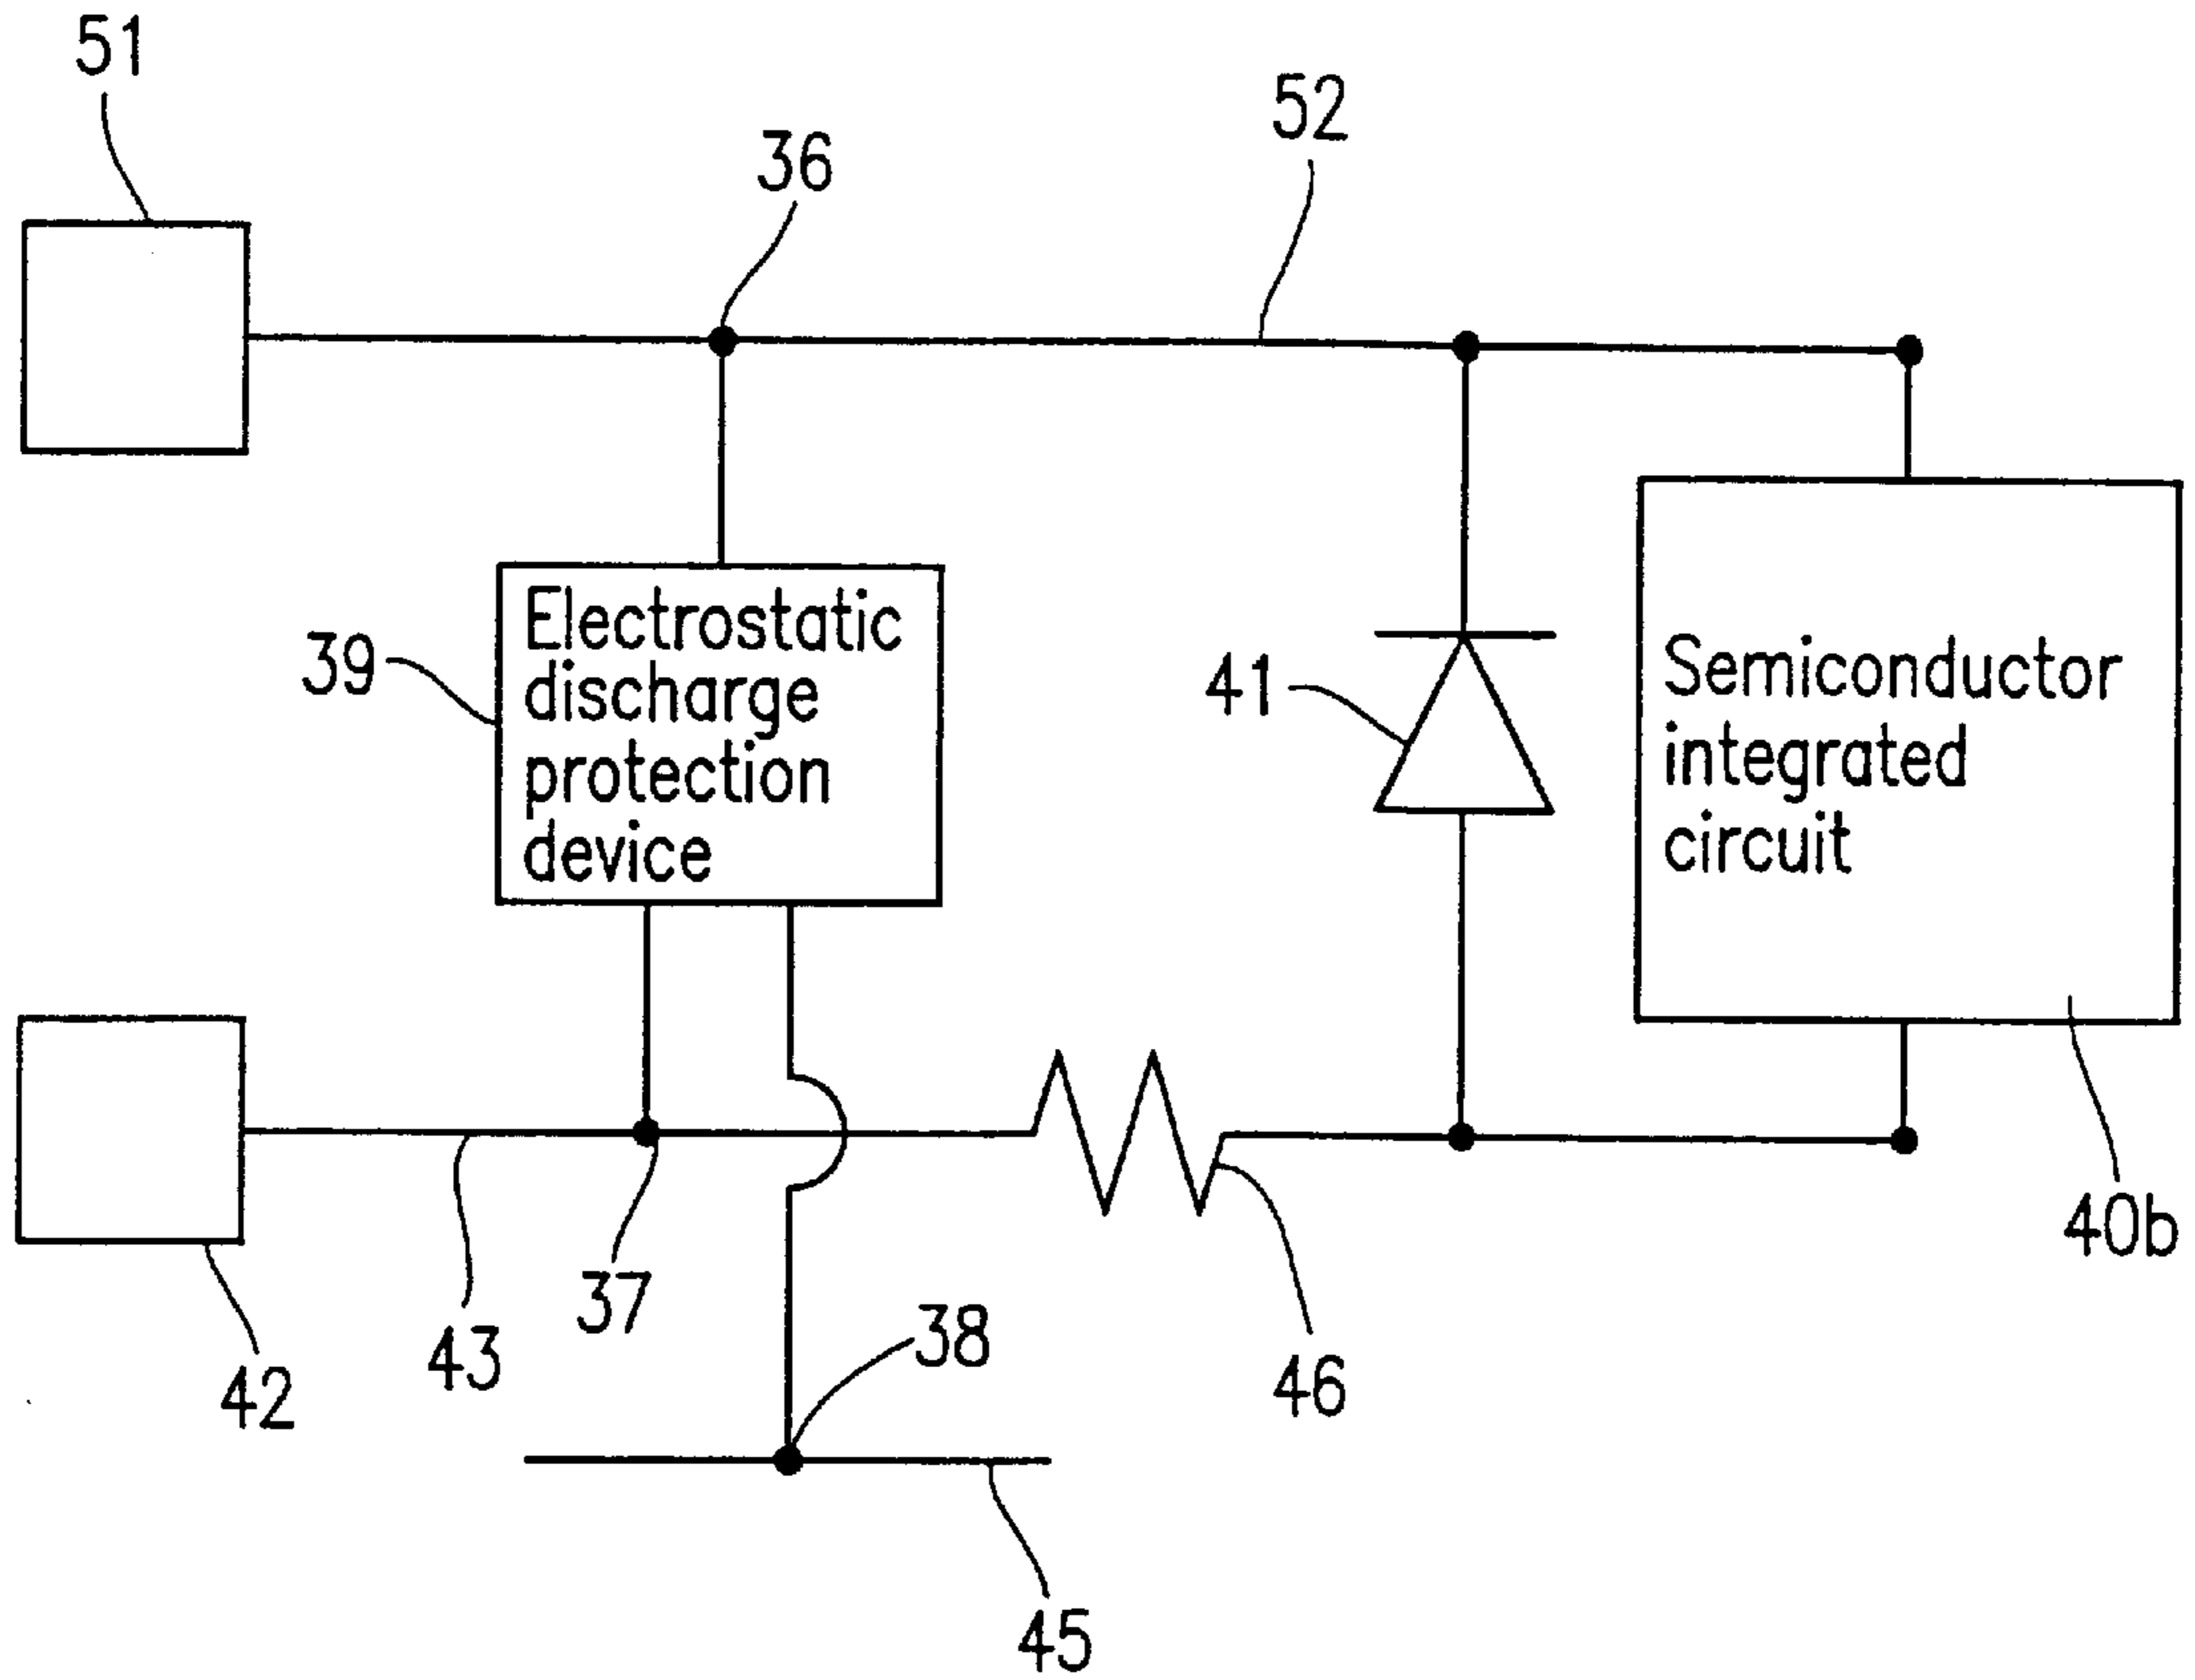 51
52
36
Electrostatic
discharge
protection
device
39
41
Semiconductor
integrated
circuit
40b
37
38
43
46
42
45